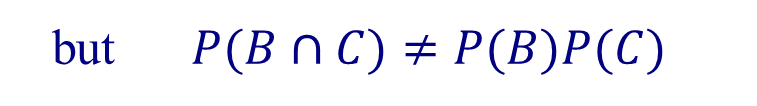 but P(B ∩ C) ≠ P(B)P(C)